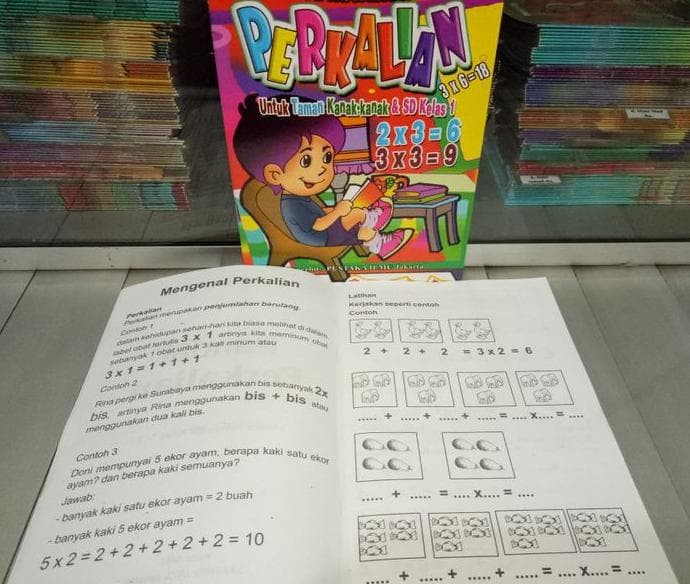 PERKALIAN
3 x 6 = 18
Untuk Taman Kanak-kanak & SD Kelas 1
2 x 3 = 6
3 x 3 = 9
PUSTAKA ILMU Jakarta
Mengenal Perkalian
Perkalian
Perkalian merupakan penjumlahan berulang.
Contoh 1
dalam kehidupan sehari-hari kita biasa melihat di dalam
label obat tertulis 3 x 1 artinya kita meminum obat
sebanyak 1 obat untuk 3 kali minum atau
3 x 1 = 1 + 1 + 1
Contoh 2
Rina pergi ke Surabaya menggunakan bis sebanyak 2x
bis, artinya Rina menggunakan bis + bis atau
menggunakan dua kali bis.
Contoh 3
Doni mempunyai 5 ekor ayam, berapa kaki satu ekor
ayam? dan berapa kaki semuanya?
Jawab:
- banyak kaki satu ekor ayam = 2 buah
- banyak kaki 5 ekor ayam =
5 x 2 = 2 + 2 + 2 + 2 + 2 = 10
Latihan
Kerjakan seperti contoh
Contoh
2 + 2 + 2 = 3 x 2 = 6
..... + ..... + ..... + ..... = .... x.... = ....
..... + ..... = .... x.... = ....
..... + ..... + ..... + ..... = .... x.... = ....